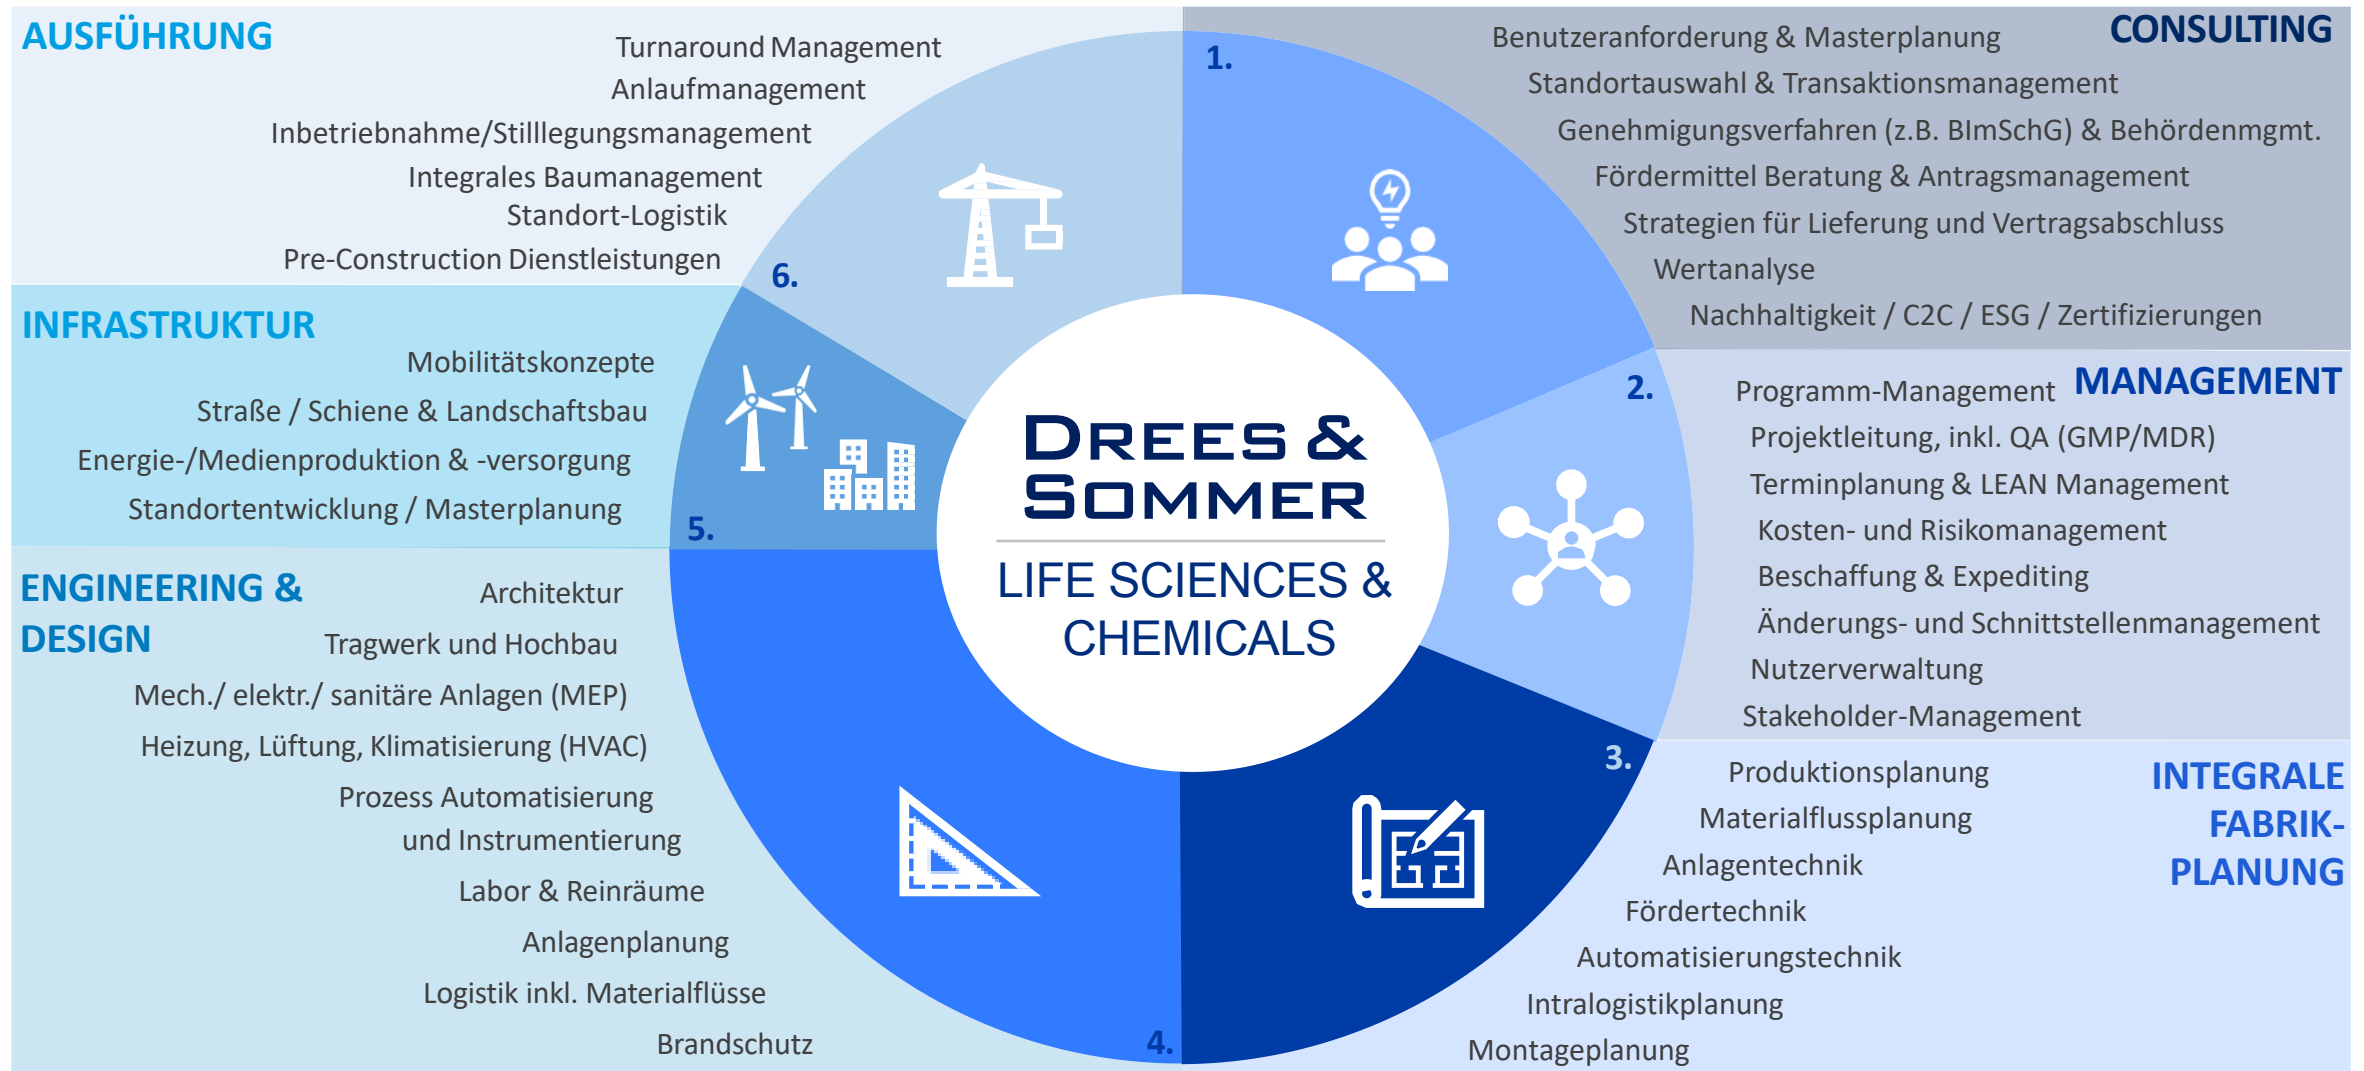 AUSFÜHRUNG
Turnaround Management
Anlaufmanagement
Inbetriebnahme/Stilllegungsmanagement
Integrales Baumanagement
Standort-Logistik
Pre-Construction Dienstleistungen
6.
INFRASTRUKTUR
Mobilitätskonzepte
Straße / Schiene & Landschaftsbau
Energie-/Medienproduktion & -versorgung
Standortentwicklung / Masterplanung
5.
ENGINEERING &
DESIGN
Architektur
Tragwerk und Hochbau
Mech./ elektr./ sanitäre Anlagen (MEP)
Heizung, Lüftung, Klimatisierung (HVAC)
Prozess Automatisierung
und Instrumentierung
Labor & Reinräume
Anlagenplanung
Logistik inkl. Materialflüsse
Brandschutz
4.
DREES &
SOMMER
LIFE SCIENCES &
CHEMICALS
1.
CONSULTING
Benutzeranforderung & Masterplanung
Standortauswahl & Transaktionsmanagement
Genehmigungsverfahren (z.B. BImSchG) & Behördenmgmt.
Fördermittel Beratung & Antragsmanagement
Strategien für Lieferung und Vertragsabschluss
Wertanalyse
Nachhaltigkeit / C2C / ESG / Zertifizierungen
2.
MANAGEMENT
Programm-Management
Projektleitung, inkl. QA (GMP/MDR)
Terminplanung & LEAN Management
Kosten- und Risikomanagement
Beschaffung & Expediting
Änderungs- und Schnittstellenmanagement
Nutzerverwaltung
Stakeholder-Management
3.
INTEGRALE
FABRIK-
PLANUNG
Produktionsplanung
Materialflussplanung
Anlagentechnik
Fördertechnik
Automatisierungstechnik
Intralogistikplanung
Montageplanung